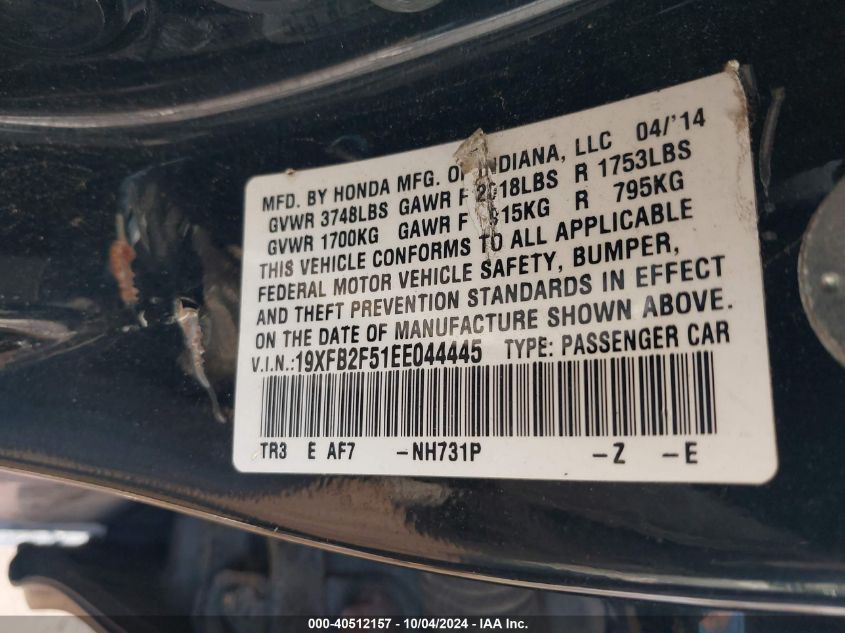 MFD. BY HONDA MFG. OF INDIANA, LLC 04/'14
GVWR 3748LBS GAWR F LBS R 1753LBS
GVWR 1700KG GAWR F R 795KG
THIS VEHICLE CONFORMS TO ALL APPLICABLE
FEDERAL MOTOR VEHICLE SAFETY, BUMPER,
AND THEFT PREVENTION STANDARDS IN EFFECT
ON THE DATE OF MANUFACTURE SHOWN ABOVE.
V.I.N.:19XFB2F51EE044445 TYPE: PASSENGER CAR
TR3 E AF7 -NH731P -Z -E
000-40512157 - 10/04/2024 - IAA Inc.